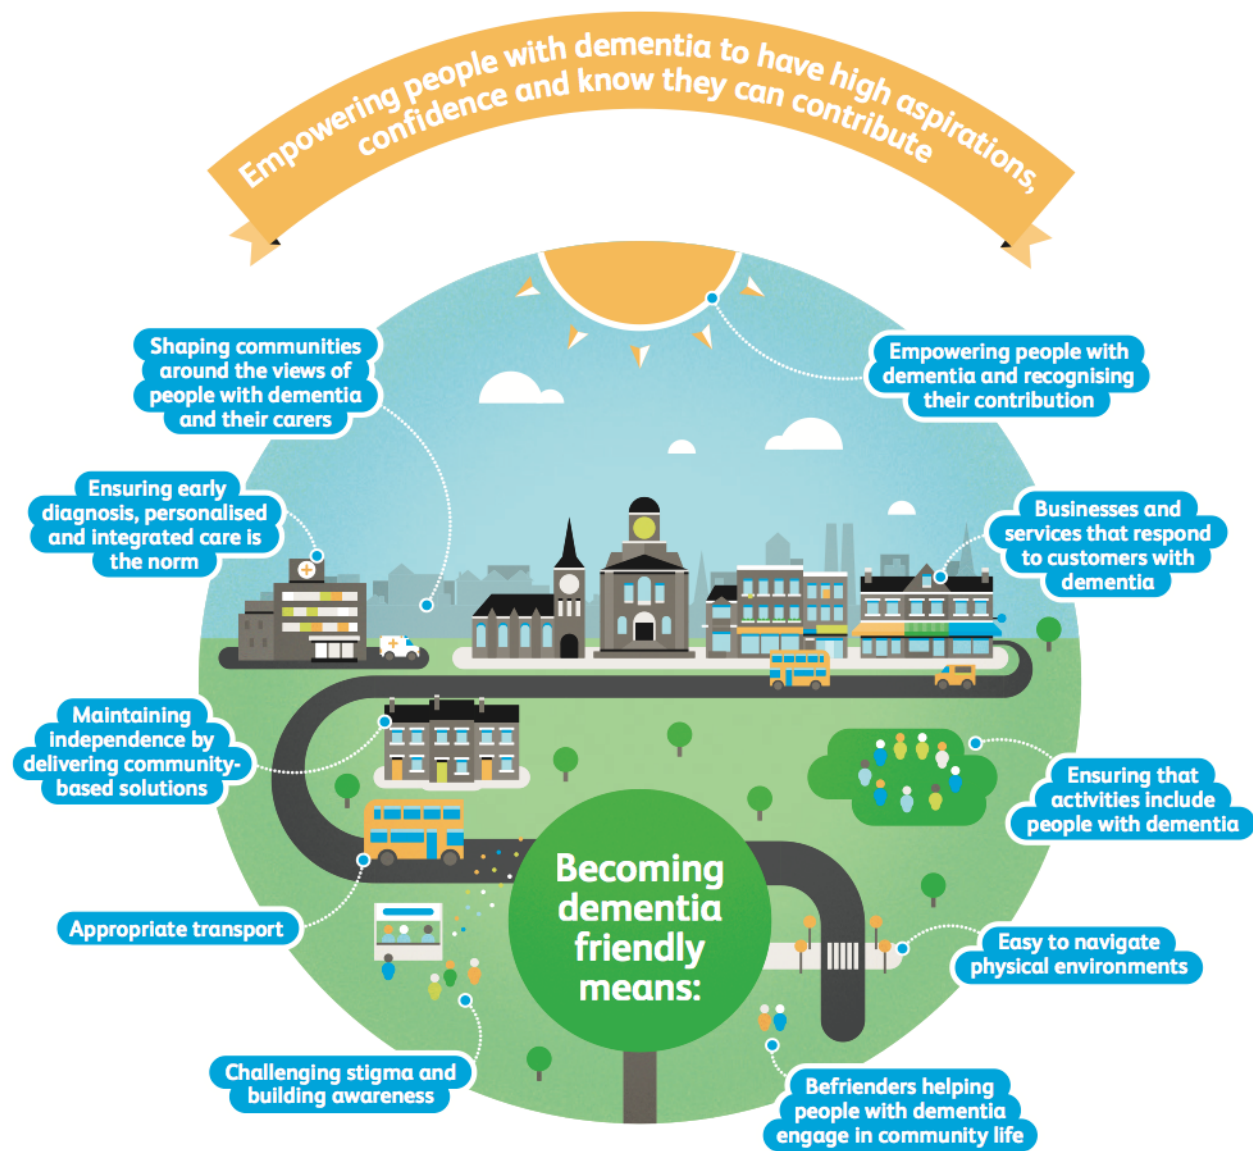 Empowering people with dementia to have high aspirations,
confidence and know they can contribute
Shaping communities
around the views of
people with dementia
and their carers
Empowering people with
dementia and recognising
their contribution
Ensuring early
diagnosis, personalised
and integrated care is
the norm
Businesses and
services that respond
to customers with
dementia
Maintaining
independence by
delivering community-
based solutions
Ensuring that
activities include
people with dementia
Becoming
dementia
friendly
means:
Appropriate transport
Easy to navigate
physical environments
Challenging stigma and
building awareness
Befrienders helping
people with dementia
engage in community life